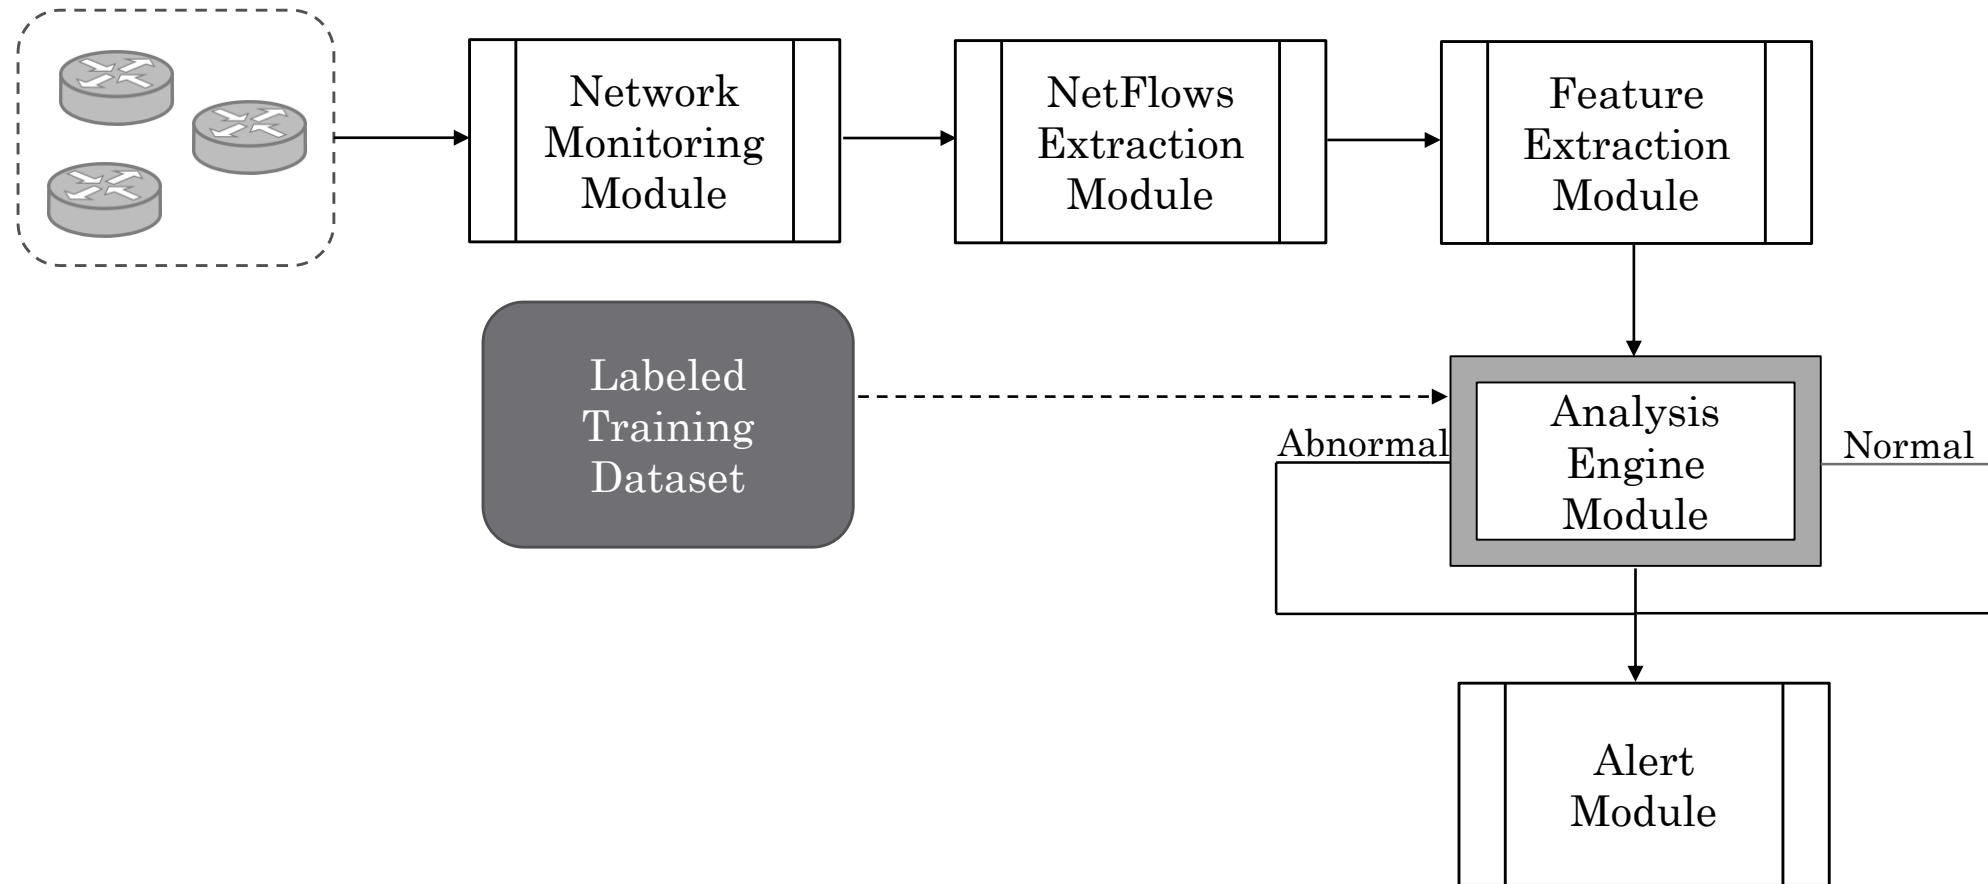 Network
Monitoring
Module
NetFlows
Extraction
Module
Feature
Extraction
Module
Labeled
Training
Dataset
Abnormal
Analysis
Engine
Module
Normal
Alert
Module